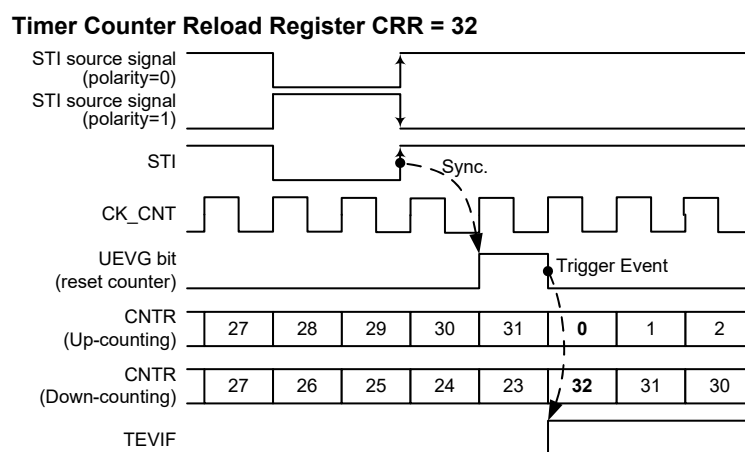 Timer Counter Reload Register CRR = 32
STI source signal
(polarity=0)
STI source signal
(polarity=1)
STI
Sync.
CK_CNT
UEVG bit
(reset counter)
Trigger Event
CNTR
(Up-counting)
27 28 29 30 31 0 1 2
CNTR
(Down-counting)
27 26 25 24 23 32 31 30
TEVIF